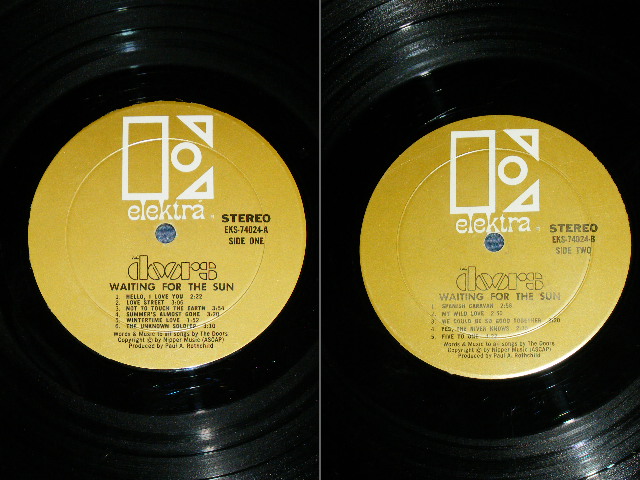 elektra
STEREO
EKS-74024-A
SIDE ONE
the doors
WAITING FOR THE SUN
1. HELLO, I LOVE YOU 2:22
2. LOVE STREET 3:06
3. NOT TO TOUCH THE EARTH 3:54
4. SUMMER'S ALMOST GONE 3:20
5. WINTERTIME LOVE 1:52
6. THE UNKNOWN SOLDIER 3:10
Words & Music to all songs by The Doors
Copyright © by Nipper Music (ASCAP)
Produced by Paul A. Rothchild
elektra
STEREO
EKS-74024-B
SIDE TWO
the doors
WAITING FOR THE SUN
1. SPANISH CARAVAN 2:58
2. MY WILD LOVE 2:50
3. WE COULD BE SO GOOD TOGETHER 2:20
4. YES, THE RIVER KNOWS
5. FIVE TO ONE
Words & Music to all songs by The Doors
Copyright © by Nipper Music (ASCAP)
Produced by Paul A. Rothchild